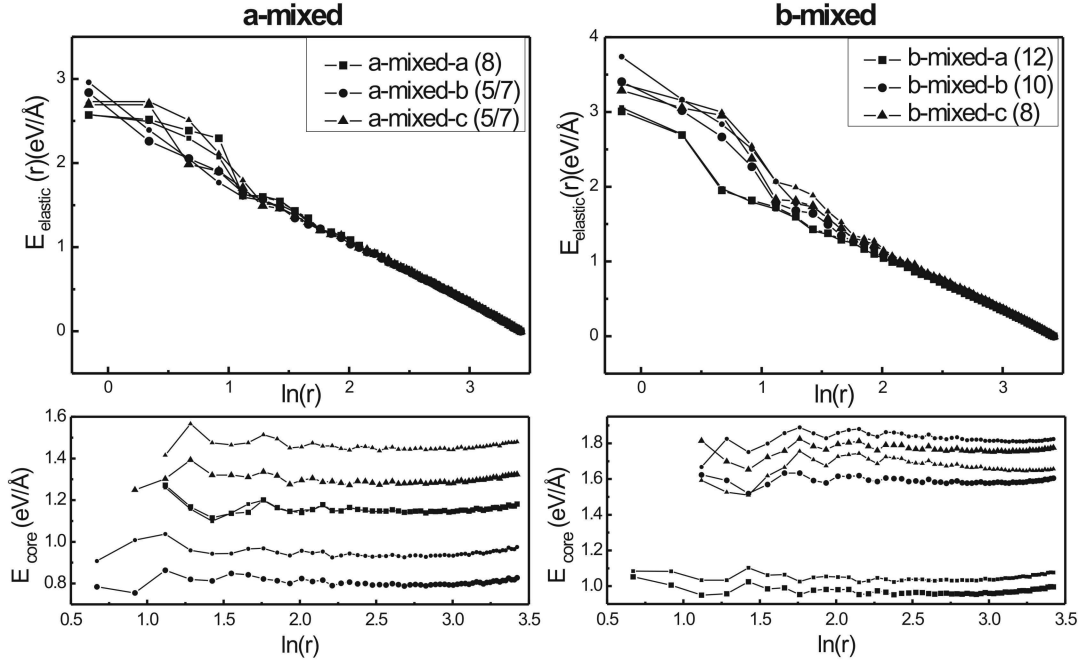 a-mixed
E elastic (r)(eV/Å)
3
2
1
0
a-mixed-a (8)
a-mixed-b (5/7)
a-mixed-c (5/7)
0 1 2 3
ln(r)
b-mixed
E elastic (r)(eV/Å)
4
3
2
1
0
b-mixed-a (12)
b-mixed-b (10)
b-mixed-c (8)
0 1 2 3
ln(r)
E core (eV/Å)
1.6
1.4
1.2
1.0
0.8
0.5 1.0 1.5 2.0 2.5 3.0 3.5
ln(r)
E core (eV/Å)
1.8
1.6
1.4
1.2
1.0
0.5 1.0 1.5 2.0 2.5 3.0 3.5
ln(r)